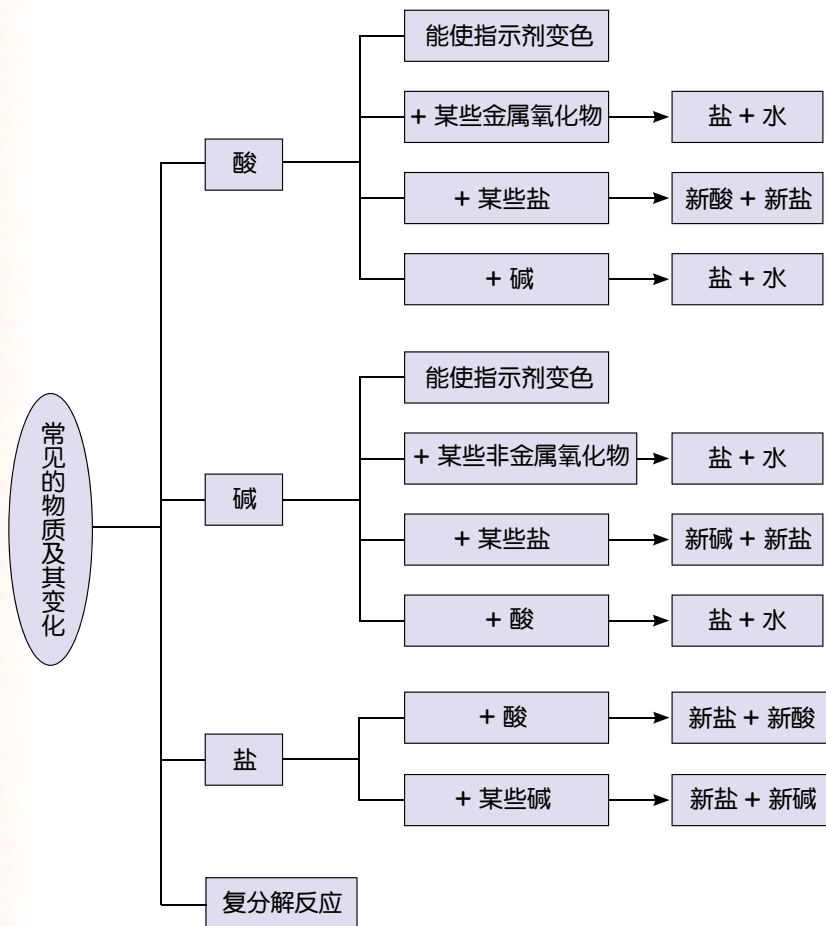 常见的物质及其变化
酸
能使指示剂变色
+ 某些金属氧化物
盐 + 水
+ 某些盐
新酸 + 新盐
+ 碱
盐 + 水
碱
能使指示剂变色
+ 某些非金属氧化物
盐 + 水
+ 某些盐
新碱 + 新盐
+ 酸
盐 + 水
盐
+ 酸
新盐 + 新酸
+ 某些碱
新盐 + 新碱
复分解反应